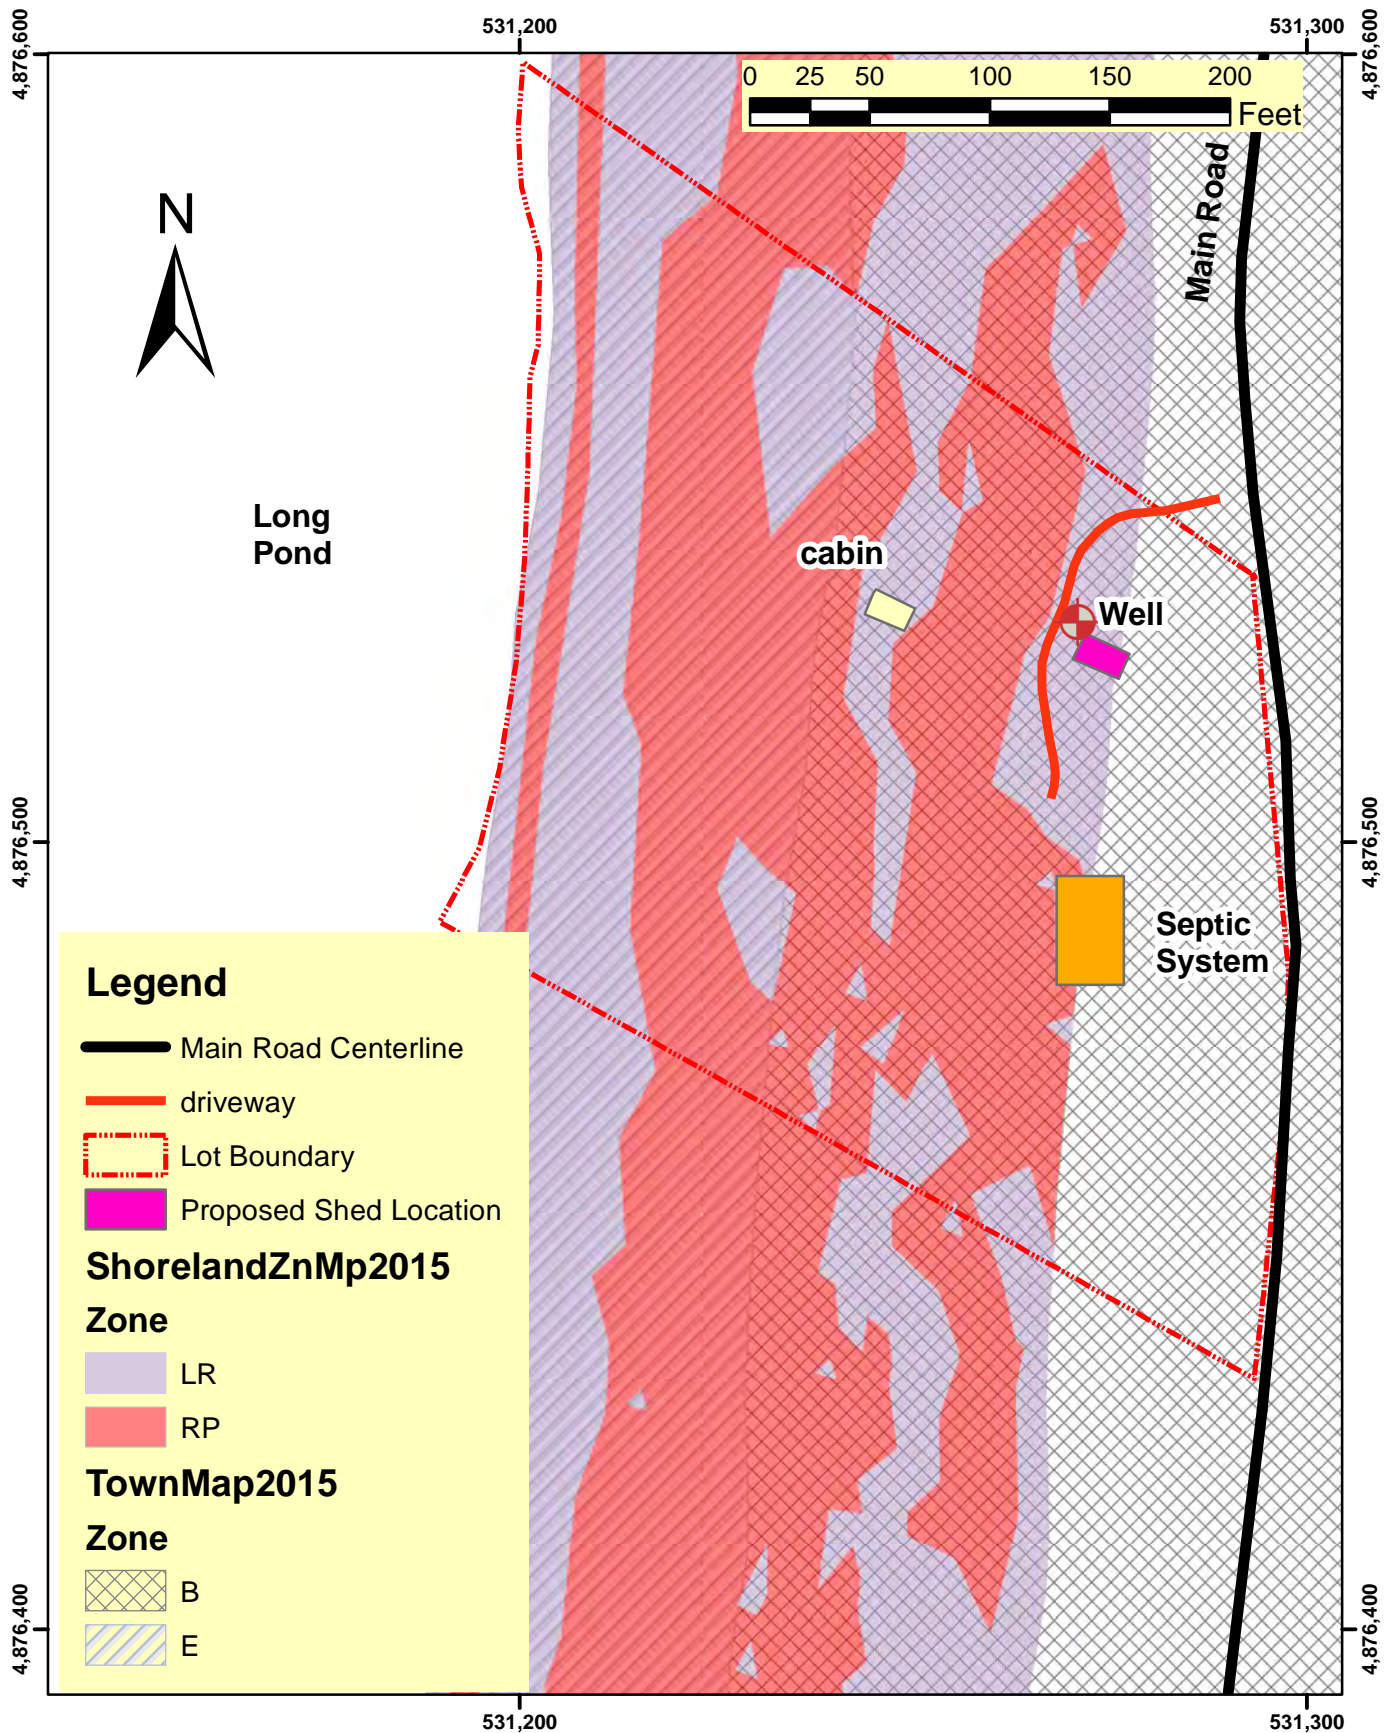 531,200
531,300
4,876,600
4,876,600
0 25 50 100 150 200
Feet
N
Main Road
Long
Pond
cabin
Well
4,876,500
4,876,500
Septic
System
Legend
Main Road Centerline
driveway
Lot Boundary
Proposed Shed Location
ShorelandZnMp2015
Zone
LR
RP
TownMap2015
Zone
B
E
4,876,400
4,876,400
531,200
531,300